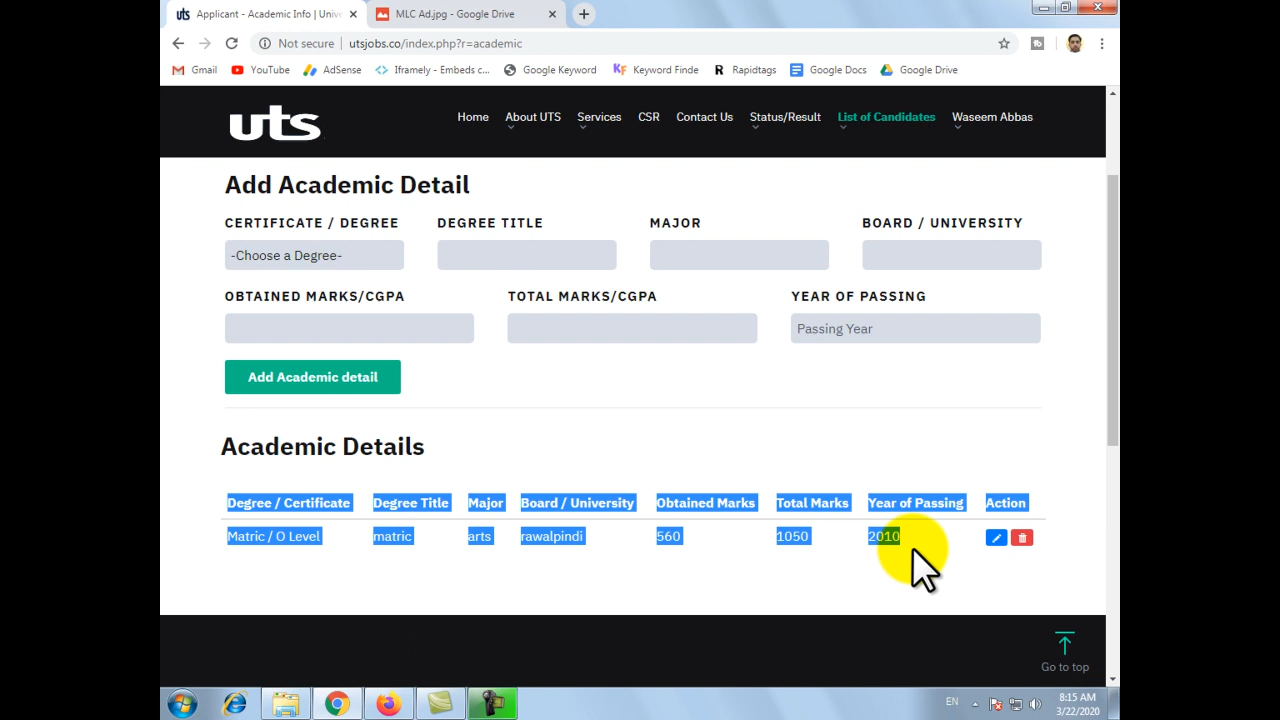 uts Applicant - Academic Info | Unive
MLC Ad.jpg - Google Drive
Not secure | utsjobs.co/index.php?r=academic
Gmail YouTube AdSense Iframely - Embeds c... Google Keyword Keyword Finde Rapidtags Google Docs Google Drive
uts
Home About UTS Services CSR Contact Us Status/Result List of Candidates Waseem Abbas
Add Academic Detail
CERTIFICATE / DEGREE DEGREE TITLE MAJOR BOARD / UNIVERSITY
-Choose a Degree-
OBTAINED MARKS/CGPA TOTAL MARKS/CGPA YEAR OF PASSING
Passing Year
Add Academic detail
Academic Details
Degree / Certificate Degree Title Major Board / University Obtained Marks Total Marks Year of Passing Action
Matric / O Level matric arts rawalpindi 560 1050 2010
Go to top
EN
8:15 AM
3/22/2020